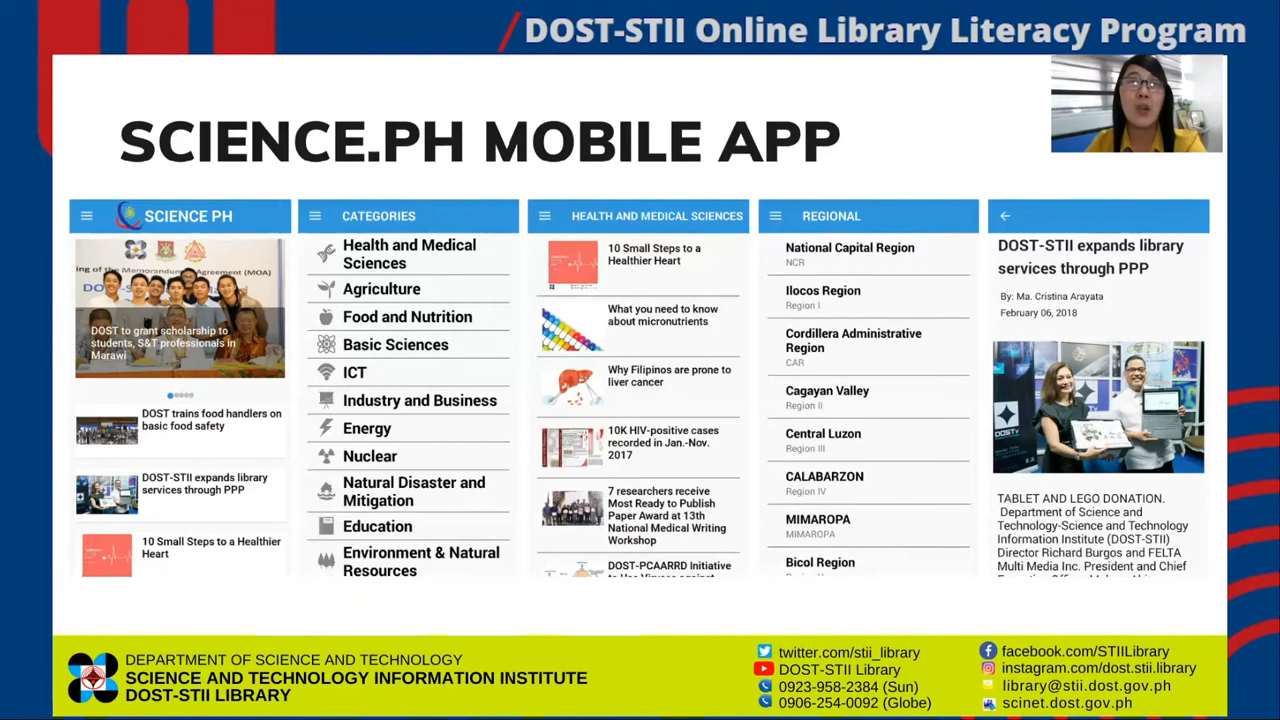 DOST-STII Online Library Literacy Program
SCIENCE.PH MOBILE APP
SCIENCE PH
ing of the Memorandum Agreement (MOA)
DOST to grant scholarship to
students, S&T professionals in
Marawi
DOST trains food handlers on
basic food safety
DOST-STII expands library
services through PPP
10 Small Steps to a Healthier
Heart
CATEGORIES
Health and Medical
Sciences
Agriculture
Food and Nutrition
Basic Sciences
ICT
Industry and Business
Energy
Nuclear
Natural Disaster and
Mitigation
Education
Environment & Natural
Resources
HEALTH AND MEDICAL SCIENCES
10 Small Steps to a
Healthier Heart
What you need to know
about micronutrients
Why Filipinos are prone to
liver cancer
10K HIV-positive cases
recorded in Jan.-Nov.
2017
7 researchers receive
Most Ready to Publish
Paper Award at 13th
National Medical Writing
Workshop
DOST-PCAARRD Initiative
REGIONAL
National Capital Region
NCR
Ilocos Region
Region I
Cordillera Administrative
Region
CAR
Cagayan Valley
Region II
Central Luzon
Region III
CALABARZON
Region IV
MIMAROPA
MIMAROPA
Bicol Region
DOST-STII expands library
services through PPP
By: Ma. Cristina Arayata
February 06, 2018
TABLET AND LEGO DONATION.
Department of Science and
Technology-Science and Technology
Information Institute (DOST-STII)
Director Richard Burgos and FELTA
Multi Media Inc. President and Chief
DEPARTMENT OF SCIENCE AND TECHNOLOGY
SCIENCE AND TECHNOLOGY INFORMATION INSTITUTE
DOST-STII LIBRARY
twitter.com/stii_library
DOST-STII Library
0923-958-2384 (Sun)
0906-254-0092 (Globe)
facebook.com/STIILibrary
instagram.com/dost.stii.library
library@stii.dost.gov.ph
scinet.dost.gov.ph